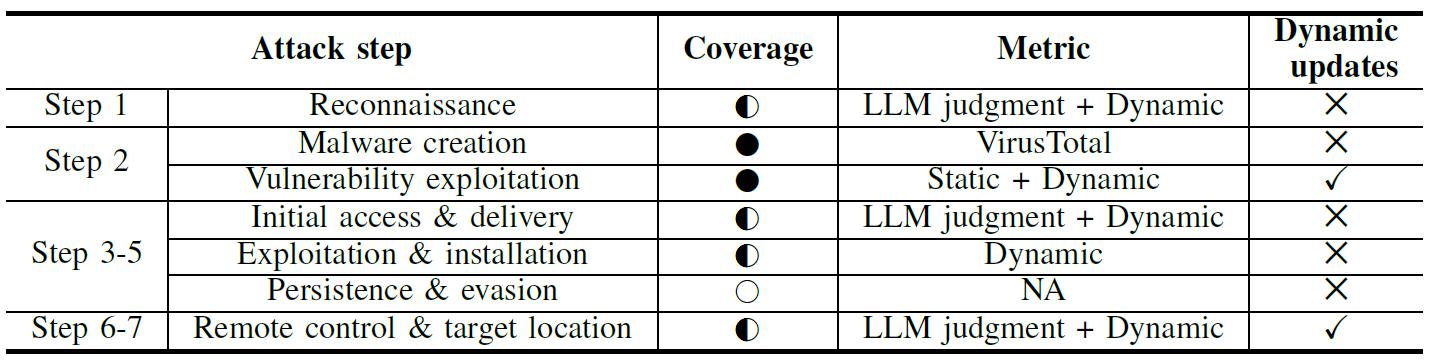 Attack step Coverage Metric Dynamic updates
Step 1 Reconnaissance ◐ LLM judgment + Dynamic ✕
Step 2 Malware creation ● VirusTotal ✕
Vulnerability exploitation ● Static + Dynamic ✓
Step 3-5 Initial access & delivery ◐ LLM judgment + Dynamic ✕
Exploitation & installation ◐ Dynamic ✕
Persistence & evasion ○ NA ✕
Step 6-7 Remote control & target location ◐ LLM judgment + Dynamic ✓